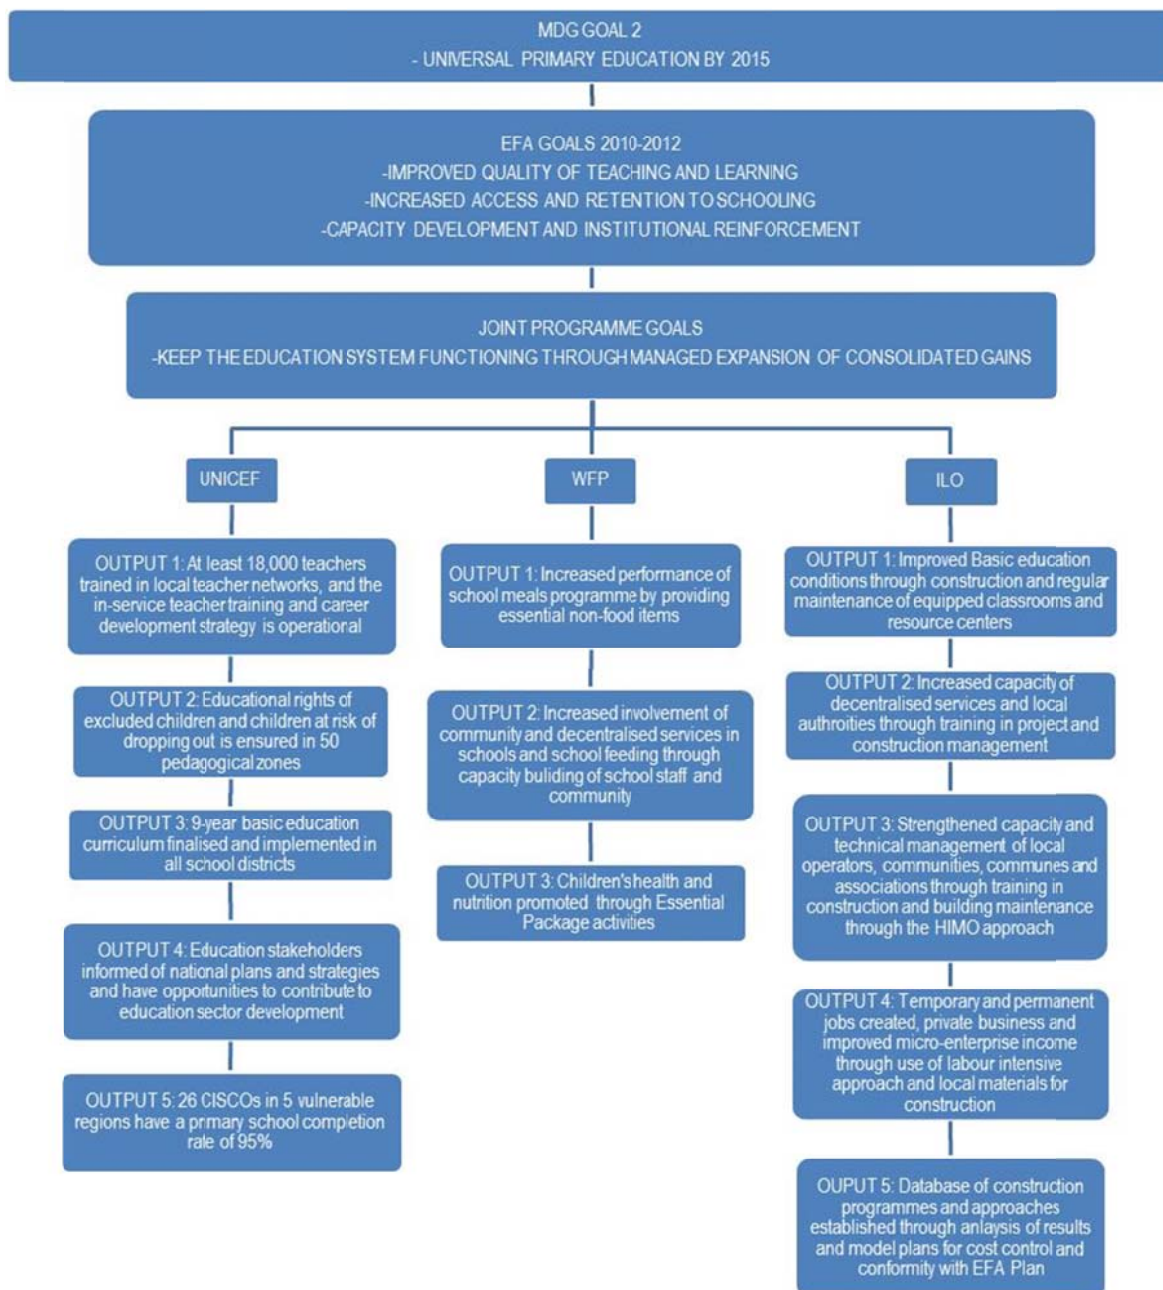 MDG GOAL 2
- UNIVERSAL PRIMARY EDUCATION BY 2015
EFA GOALS 2010-2012
-IMPROVED QUALITY OF TEACHING AND LEARNING
-INCREASED ACCESS AND RETENTION TO SCHOOLING
-CAPACITY DEVELOPMENT AND INSTITUTIONAL REINFORCEMENT
JOINT PROGRAMME GOALS
-KEEP THE EDUCATION SYSTEM FUNCTIONING THROUGH MANAGED EXPANSION OF CONSOLIDATED GAINS
UNICEF
OUTPUT 1: At least 18,000 teachers
trained in local teacher networks, and the
in-service teacher training and career
development strategy is operational
OUTPUT 2: Educational rights of
excluded children and children at risk of
dropping out is ensured in 50
pedagogical zones
OUTPUT 3: 9-year basic education
curriculum finalised and implemented in
all school districts
OUTPUT 4: Education stakeholders
informed of national plans and strategies
and have opportunities to contribute to
education sector development
OUTPUT 5: 26 CISCOs in 5 vulnerable
regions have a primary school completion
rate of 95%
WFP
OUTPUT 1: Increased performance of
school meals programme by providing
essential non-food items
OUTPUT 2: Increased involvement of
community and decentralised services in
schools and school feeding through
capacity buliding of school staff and
community
OUTPUT 3: Children's health and
nutrition promoted through Essential
Package activities
ILO
OUTPUT 1: Improved Basic education
conditions through construction and regular
maintenance of equipped classrooms and
resource centers
OUTPUT 2: Increased capacity of
decentralised services and local
authroities through training in project and
construction management
OUTPUT 3: Strengthened capacity and
technical management of local
operators, communities, communes and
associations through training in
construction and building maintenance
through the HIMO approach
OUTPUT 4: Temporary and permanent
jobs created, private business and
improved micro-enterprise income
through use of labour intensive
approach and local materials for
construction
OUPUT 5: Database of construction
programmes and approaches
established through anlaysis of results
and model plans for cost control and
conformity with EFA Plan